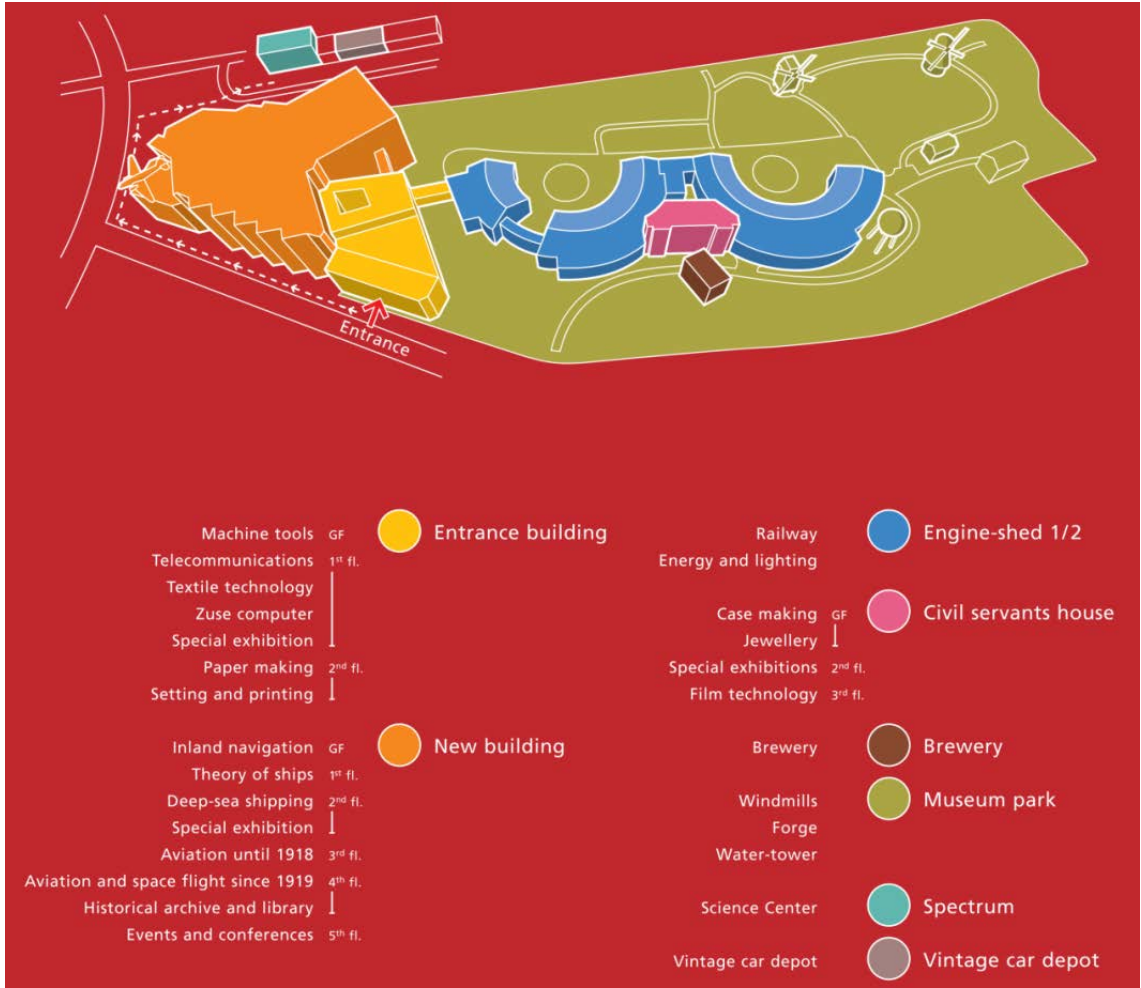 Entrance
Machine tools GF Entrance building
Telecommunications 1st fl.
Textile technology
Zuse computer
Special exhibition
Paper making 2nd fl.
Setting and printing
Inland navigation GF New building
Theory of ships 1st fl.
Deep-sea shipping 2nd fl.
Special exhibition
Aviation until 1918 3rd fl.
Aviation and space flight since 1919 4th fl.
Historical archive and library
Events and conferences 5th fl.
Railway Engine-shed 1/2
Energy and lighting
Case making GF Civil servants house
Jewellery
Special exhibitions 2nd fl.
Film technology 3rd fl.
Brewery Brewery
Windmills Museum park
Forge
Water-tower
Science Center Spectrum
Vintage car depot Vintage car depot